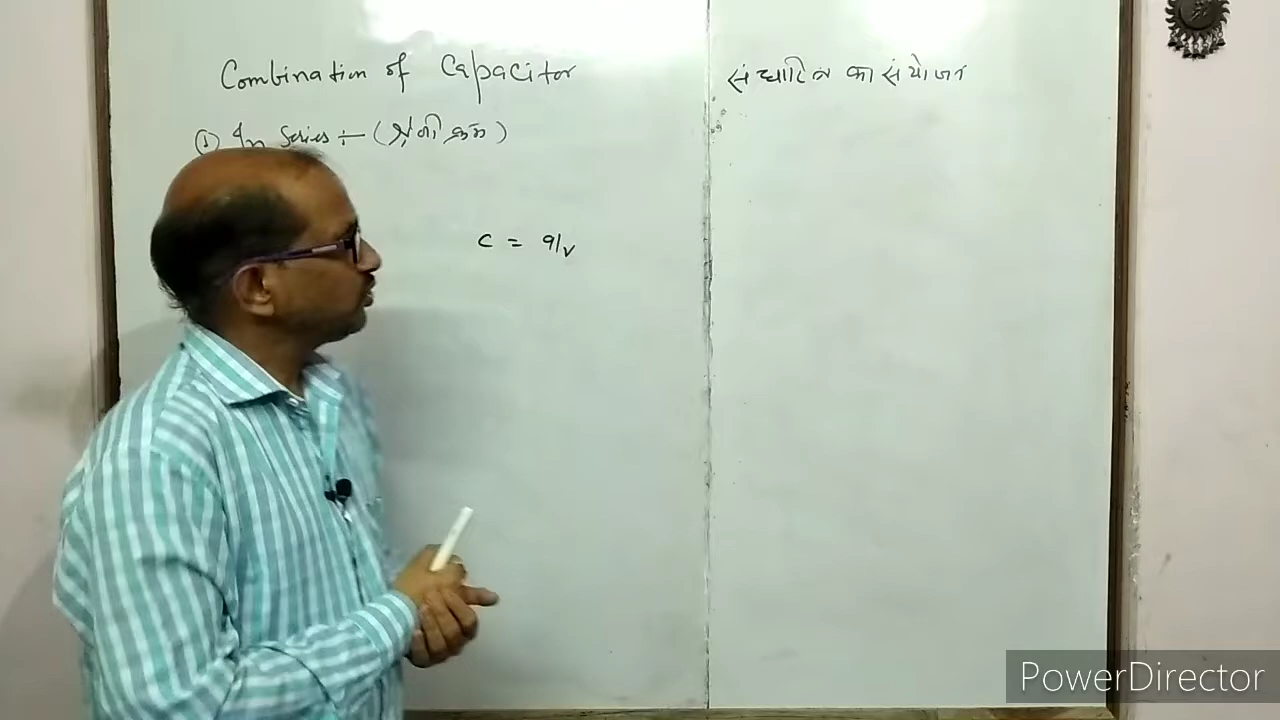 Combination of Capacitor
संधारित्र का संयोजन
① In Series ÷ (श्रेणी क्रम)
C = q/v
PowerDirector